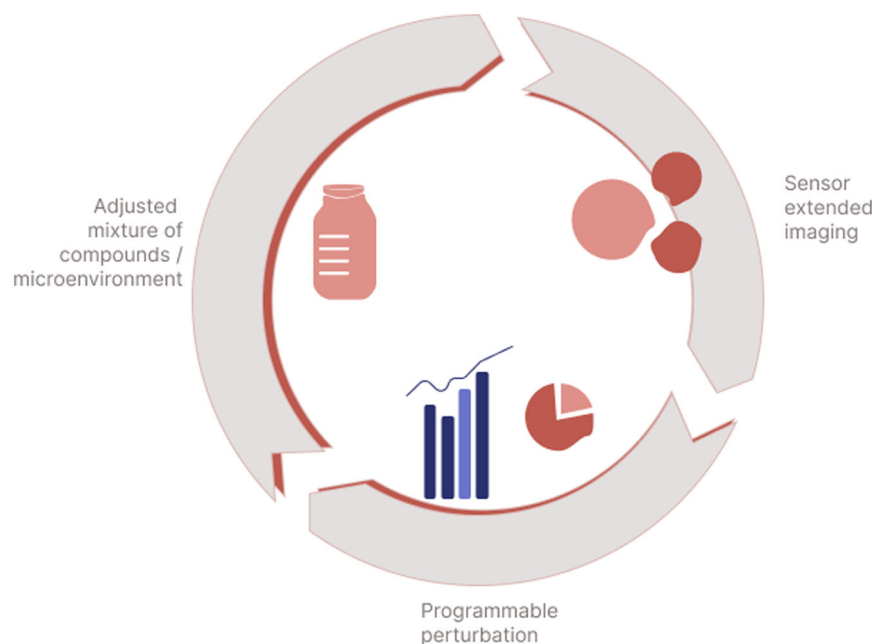 Adjusted
mixture of
compounds /
microenvironment
Sensor
extended
imaging
Programmable
perturbation